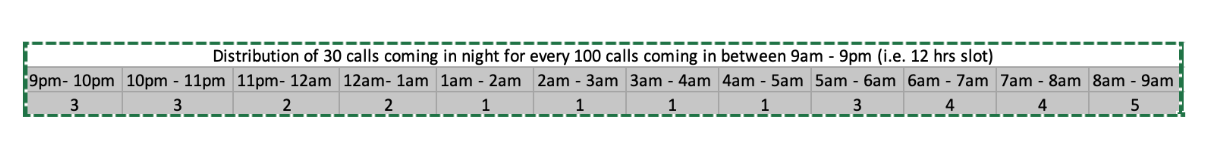 Distribution of 30 calls coming in night for every 100 calls coming in between 9am - 9pm (i.e. 12 hrs slot)
9pm- 10pm 10pm - 11pm 11pm- 12am 12am- 1am 1am - 2am 2am - 3am 3am - 4am 4am - 5am 5am - 6am 6am - 7am 7am - 8am 8am - 9am
3 3 2 2 1 1 1 1 3 4 4 5